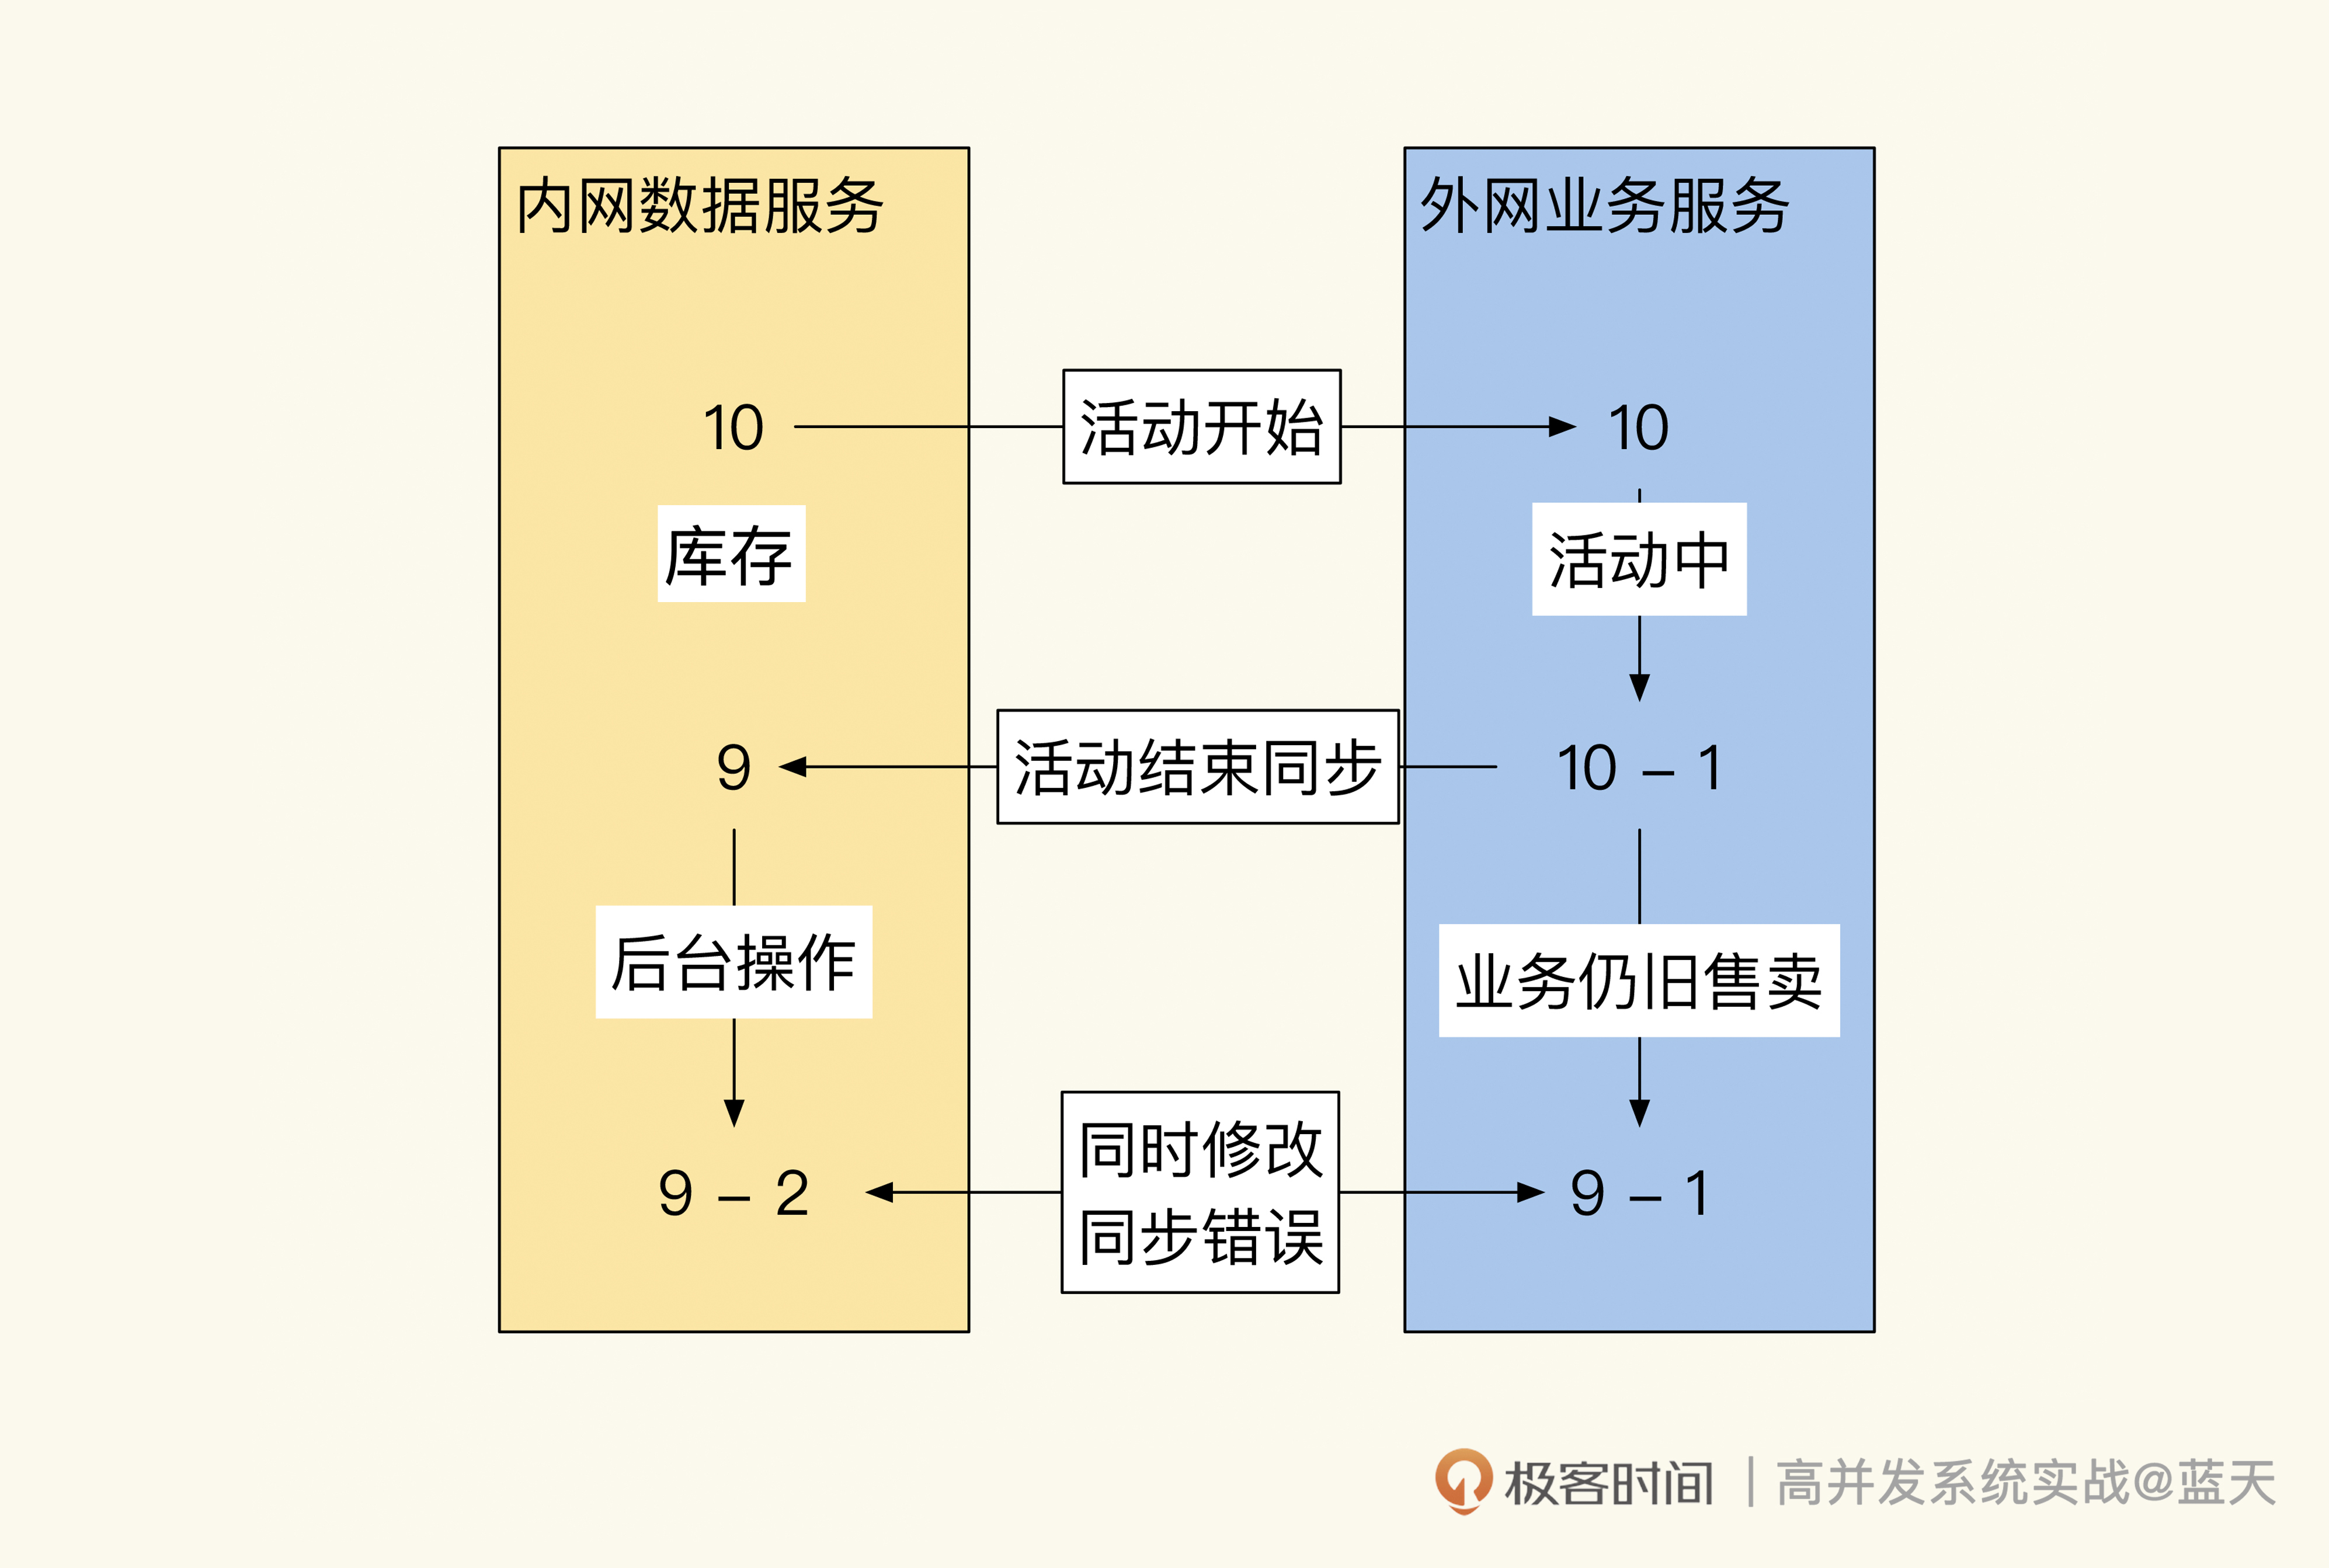 内网数据服务
外网业务服务
10
活动开始
10
库存
活动中
9
活动结束同步
10 – 1
后台操作
业务仍旧售卖
9 – 2
同时修改
同步错误
9 – 1
极客时间 | 高并发系统实战@蓝天